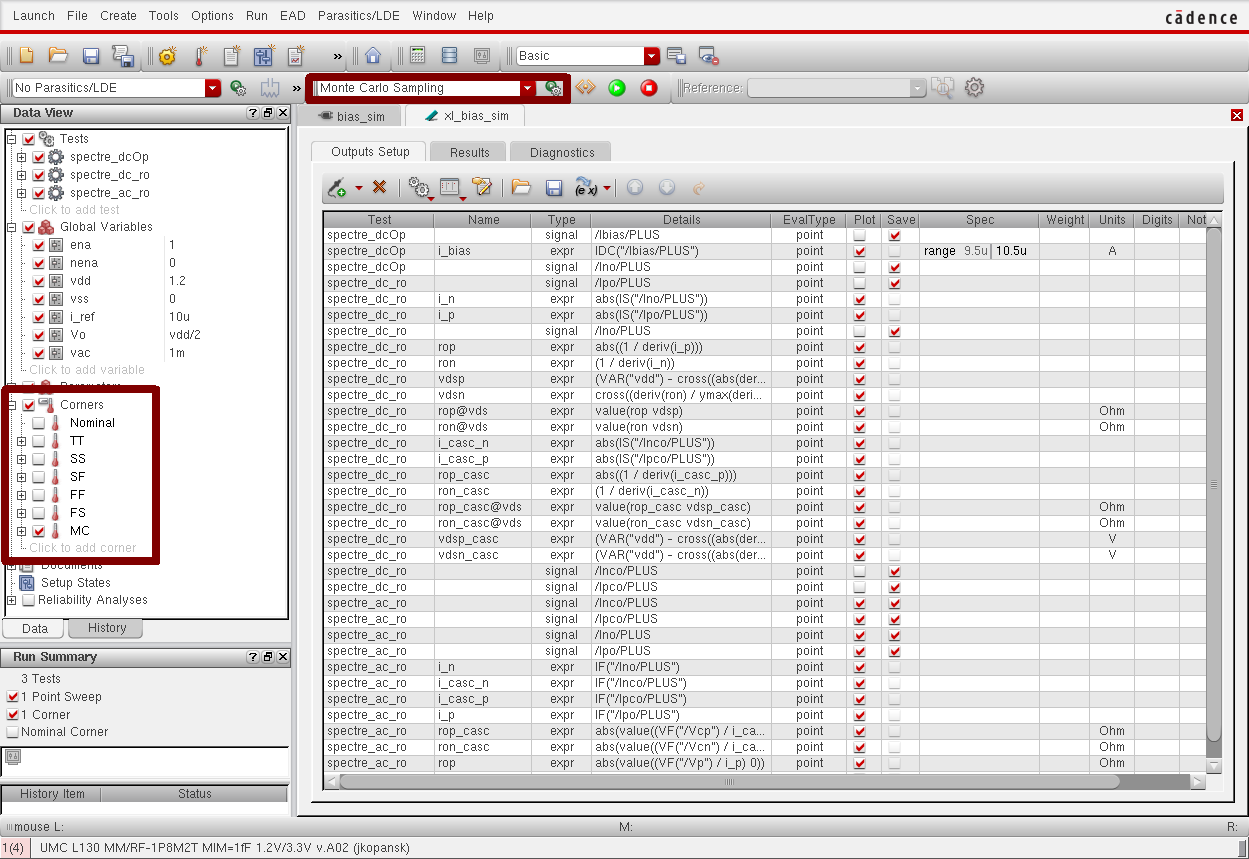 Launch File Create Tools Options Run EAD Parasitics/LDE Window Help
cādence
» Basic
No Parasitics/LDE » Monte Carlo Sampling Reference:
Data View
bias_sim xl_bias_sim
Tests
spectre_dcOp
spectre_dc_ro
spectre_ac_ro
Click to add test
Global Variables
ena 1
nena 0
vdd 1.2
vss 0
i_ref 10u
Vo vdd/2
vac 1m
Click to add variable
Corners
Nominal
TT
SS
SF
FF
FS
MC
Click to add corner
Documents
Setup States
Reliability Analyses
Data History
Run Summary
3 Tests
1 Point Sweep
1 Corner
Nominal Corner
History Item Status
Outputs Setup Results Diagnostics
(ex)
Test Name Type Details EvalType Plot Save Spec Weight Units Digits Not
spectre_dcOp signal /Ibias/PLUS point
spectre_dcOp i_bias expr IDC("/Ibias/PLUS") point range 9.5u 10.5u A
spectre_dcOp signal /Ino/PLUS point
spectre_dc_ro signal /Ipo/PLUS point
spectre_dc_ro i_n expr abs(IS("/Ino/PLUS")) point
spectre_dc_ro i_p expr abs(IS("/Ipo/PLUS")) point
spectre_dc_ro signal /Ino/PLUS point
spectre_dc_ro rop expr abs((1 / deriv(i_p))) point
spectre_dc_ro ron expr (1 / deriv(i_n)) point
spectre_dc_ro vdsp expr (VAR("vdd") - cross((abs(der... point
spectre_dc_ro vdsn expr cross((deriv(ron) / ymax(deri... point
spectre_dc_ro rop@vds expr value(rop vdsp) point Ohm
spectre_dc_ro ron@vds expr value(ron vdsn) point Ohm
spectre_dc_ro i_casc_n expr abs(IS("/Inco/PLUS")) point
spectre_dc_ro i_casc_p expr abs(IS("/Ipco/PLUS")) point
spectre_dc_ro rop_casc expr abs((1 / deriv(i_casc_p))) point
spectre_dc_ro ron_casc expr (1 / deriv(i_casc_n)) point
spectre_dc_ro rop_casc@vds expr value(rop_casc vdsp_casc) point Ohm
spectre_dc_ro ron_casc@vds expr value(ron_casc vdsn_casc) point Ohm
spectre_dc_ro vdsp_casc expr (VAR("vdd") - cross((abs(der... point V
spectre_dc_ro vdsn_casc expr (VAR("vdd") - cross((abs(der... point V
spectre_dc_ro signal /Inco/PLUS point
spectre_dc_ro signal /Ipco/PLUS point
spectre_ac_ro signal /Inco/PLUS point
spectre_ac_ro signal /Ipco/PLUS point
spectre_ac_ro signal /Ino/PLUS point
spectre_ac_ro signal /Ipo/PLUS point
spectre_ac_ro i_n expr IF("/Ino/PLUS") point
spectre_ac_ro i_casc_n expr IF("/Inco/PLUS") point
spectre_ac_ro i_casc_p expr IF("/Ipco/PLUS") point
spectre_ac_ro i_p expr IF("/Ipo/PLUS") point
spectre_ac_ro rop_casc expr abs(value((VF("/Vcp") / i_ca... point Ohm
spectre_ac_ro ron_casc expr abs(value((VF("/Vcn") / i_ca... point Ohm
spectre_ac_ro rop expr abs(value((VF("/Vp") / i_p) 0)) point Ohm
mouse L: M: R:
1(4) UMC L130 MM/RF-1P8M2T MIM=1fF 1.2V/3.3V v.A02 (jkopansk)